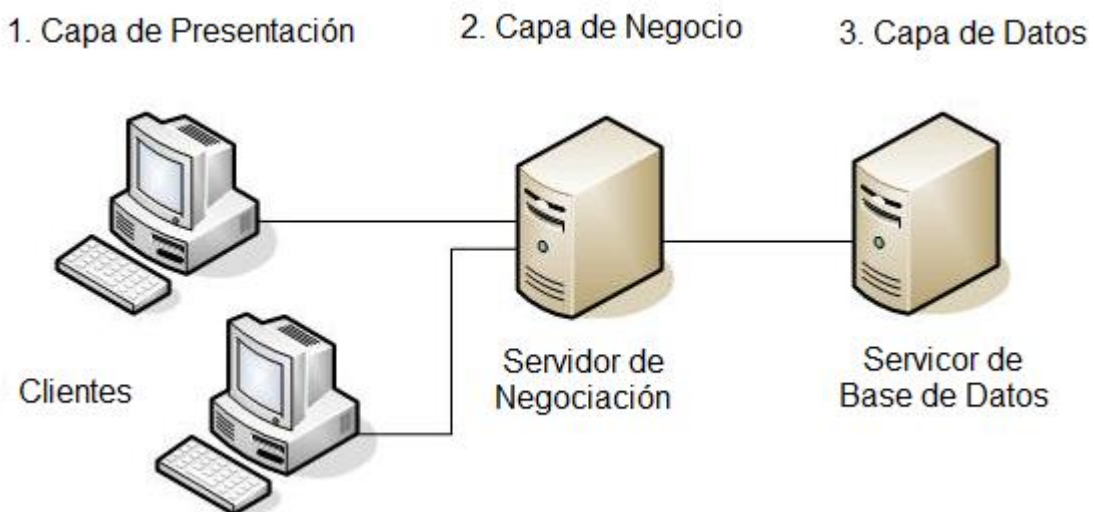 1. Capa de Presentación
2. Capa de Negocio
3. Capa de Datos
Clientes
Servidor de
Negociación
Servicor de
Base de Datos